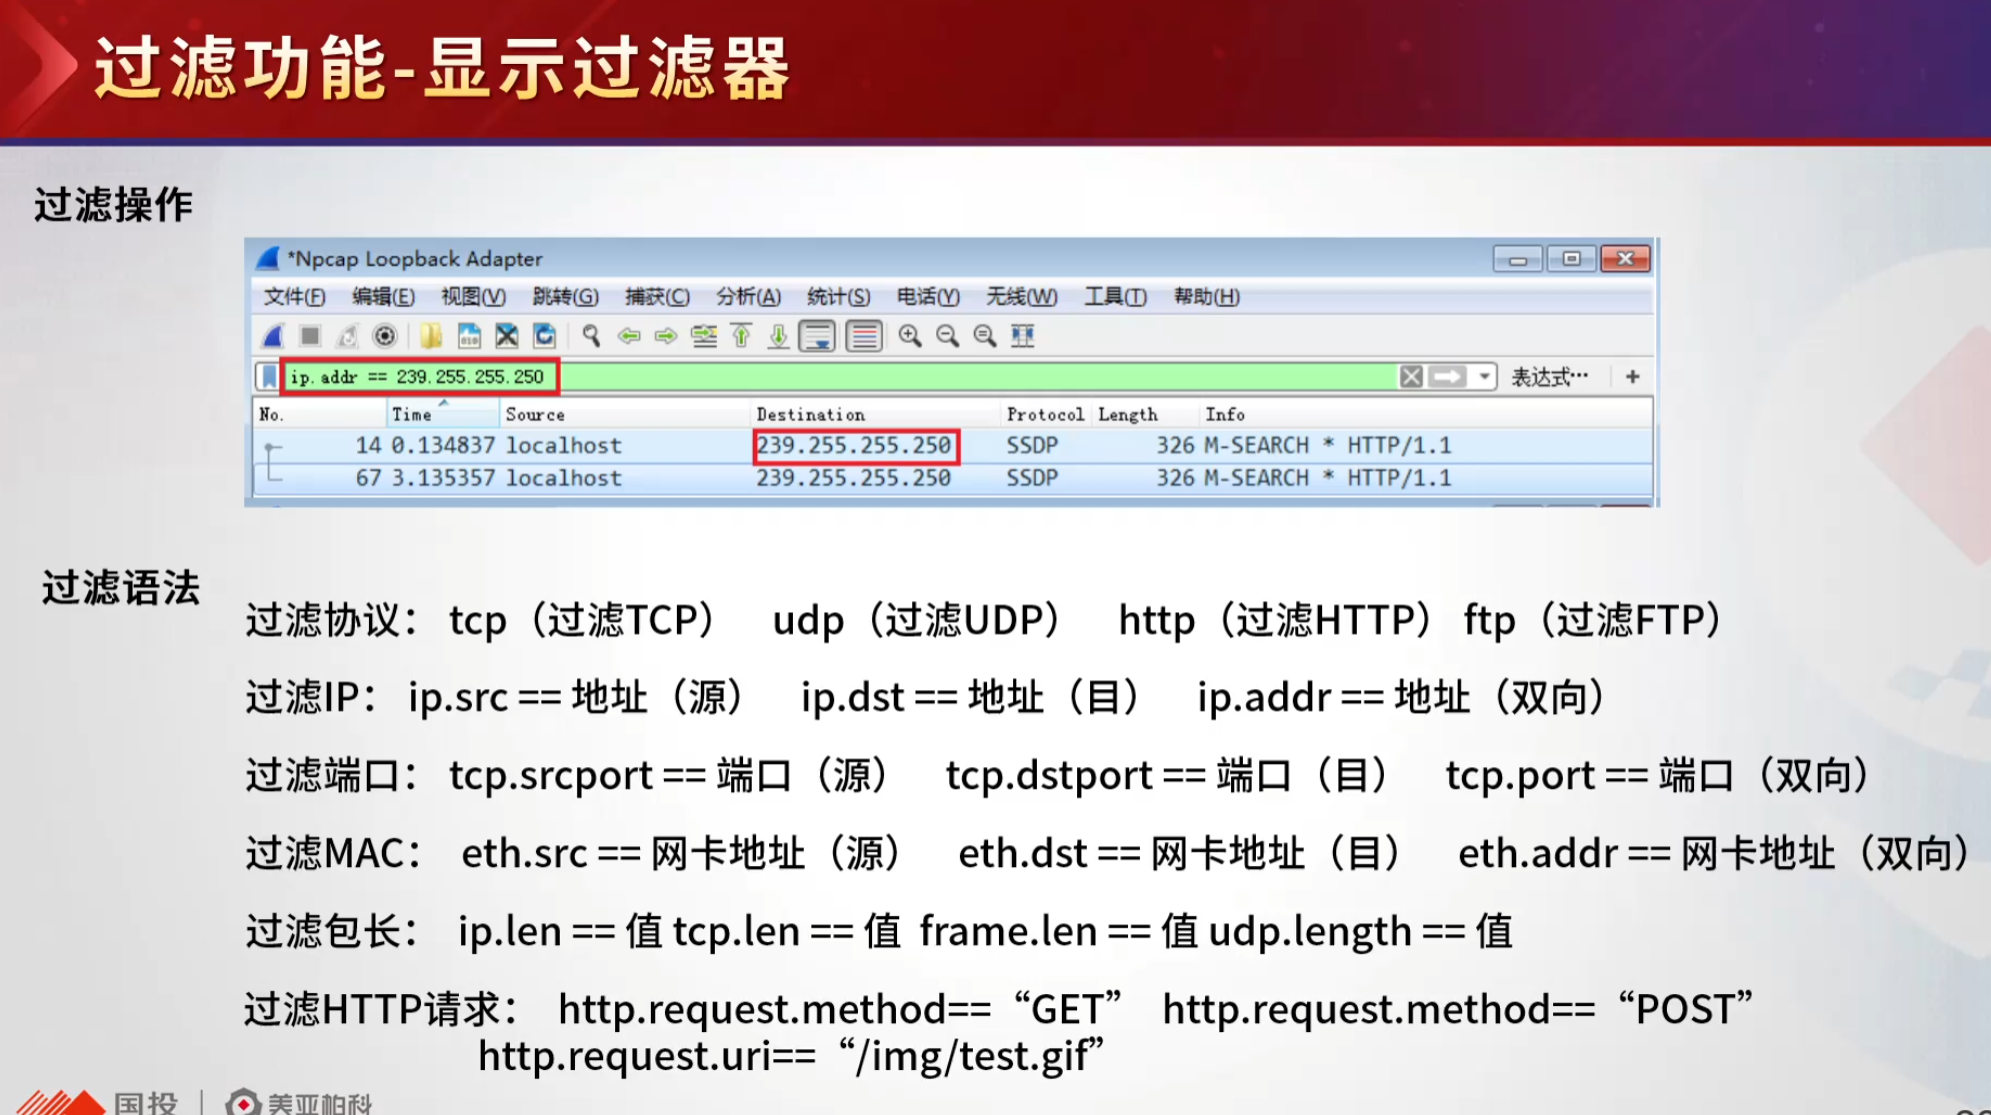 过滤功能-显示过滤器
过滤操作
*Npcap Loopback Adapter
文件(F) 编辑(E) 视图(V) 跳转(G) 捕获(C) 分析(A) 统计(S) 电话(Y) 无线(W) 工具(T) 帮助(H)
ip.addr == 239.255.255.250 表达式… +
No. Time Source Destination Protocol Length Info
14 0.134837 localhost 239.255.255.250 SSDP 326 M-SEARCH * HTTP/1.1
67 3.135357 localhost 239.255.255.250 SSDP 326 M-SEARCH * HTTP/1.1
过滤语法
过滤协议： tcp（过滤TCP） udp（过滤UDP） http（过滤HTTP） ftp（过滤FTP）
过滤IP： ip.src == 地址（源） ip.dst == 地址（目） ip.addr == 地址（双向）
过滤端口： tcp.srcport == 端口（源） tcp.dstport == 端口（目） tcp.port == 端口（双向）
过滤MAC： eth.src == 网卡地址（源） eth.dst == 网卡地址（目） eth.addr == 网卡地址（双向）
过滤包长： ip.len == 值 tcp.len == 值 frame.len == 值 udp.length == 值
过滤HTTP请求： http.request.method==“GET” http.request.method==“POST”
http.request.uri==“/img/test.gif”
国投 | 美亚柏科